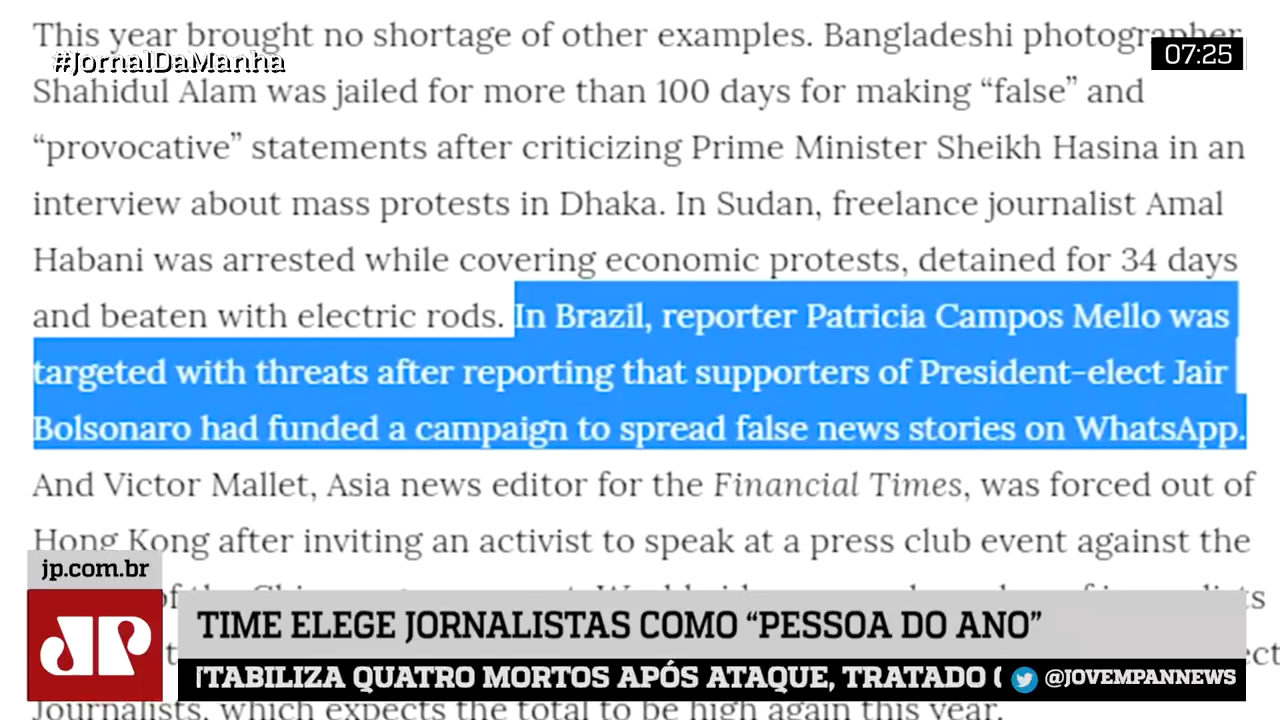 This year brought no shortage of other examples. Bangladeshi photographer
#JornalDaManha
07:25
Shahidul Alam was jailed for more than 100 days for making “false” and
“provocative” statements after criticizing Prime Minister Sheikh Hasina in an
interview about mass protests in Dhaka. In Sudan, freelance journalist Amal
Habani was arrested while covering economic protests, detained for 34 days
and beaten with electric rods. In Brazil, reporter Patricia Campos Mello was
targeted with threats after reporting that supporters of President-elect Jair
Bolsonaro had funded a campaign to spread false news stories on WhatsApp.
And Victor Mallet, Asia news editor for the Financial Times, was forced out of
Hong Kong after inviting an activist to speak at a press club event against the
jp.com.br
JP
TIME ELEGE JORNALISTAS COMO “PESSOA DO ANO”
TABILIZA QUATRO MORTOS APÓS ATAQUE, TRATADO
@JOVEMPANNEWS
Journalists, which expects the total to be high again this year.